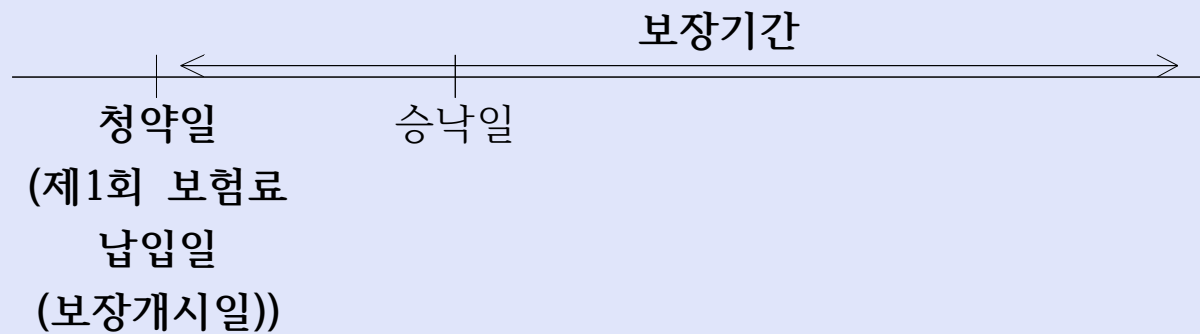 보장기간
청약일
승낙일
(제1회 보험료
납입일
(보장개시일))